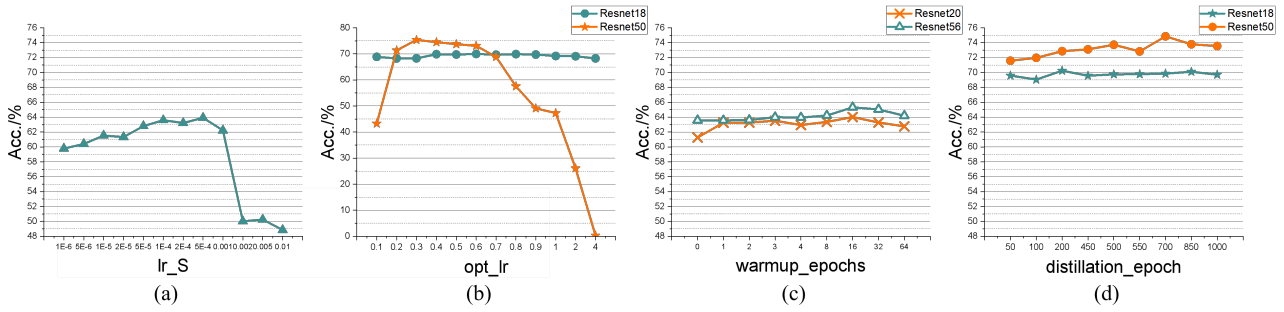 Acc./%
76
74
72
70
68
66
64
62
60
58
56
54
52
50
48
1E-6 5E-6 1E-5 2E-5 5E-5 1E-4 2E-4 5E-4 0.001 0.002 0.005 0.01
lr_S
(a)
Resnet18
Resnet50
Acc./%
80
70
60
50
40
30
20
10
0
0.1 0.2 0.3 0.4 0.5 0.6 0.7 0.8 0.9 1 2 4
opt_lr
(b)
Resnet20
Resnet56
Acc./%
76
74
72
70
68
66
64
62
60
58
56
54
52
50
48
0 1 2 3 4 8 16 32 64
warmup_epochs
(c)
Resnet18
Resnet50
Acc./%
76
74
72
70
68
66
64
62
60
58
56
54
52
50
48
50 100 200 450 500 550 700 850 1000
distillation_epoch
(d)